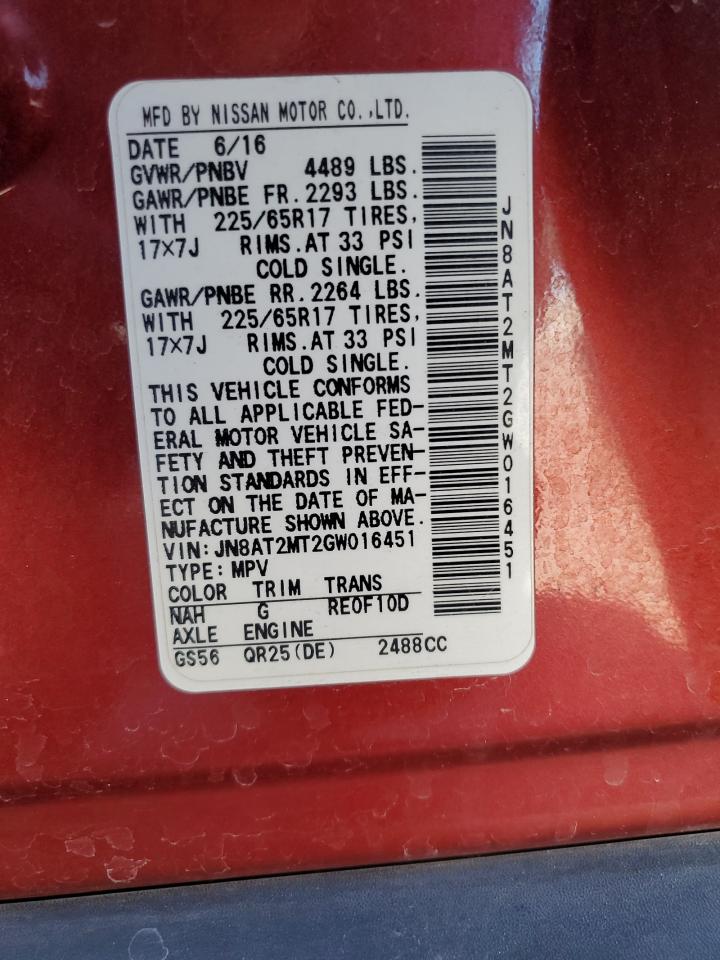 MFD BY NISSAN MOTOR CO.,LTD.
DATE 6/16
GVWR/PNBV 4489 LBS.
GAWR/PNBE FR. 2293 LBS.
WITH 225/65R17 TIRES,
17×7J RIMS. AT 33 PSI
COLD SINGLE.
GAWR/PNBE RR. 2264 LBS.
WITH 225/65R17 TIRES,
17×7J RIMS. AT 33 PSI
COLD SINGLE.
THIS VEHICLE CONFORMS
TO ALL APPLICABLE FED-
ERAL MOTOR VEHICLE SA-
FETY AND THEFT PREVEN-
TION STANDARDS IN EFF-
ECT ON THE DATE OF MA-
NUFACTURE SHOWN ABOVE.
VIN: JN8AT2MT2GW016451
TYPE: MPV
COLOR TRIM TRANS
NAH G RE0F10D
AXLE ENGINE
GS56 QR25(DE) 2488CC
JN8AT2MT2GW016451